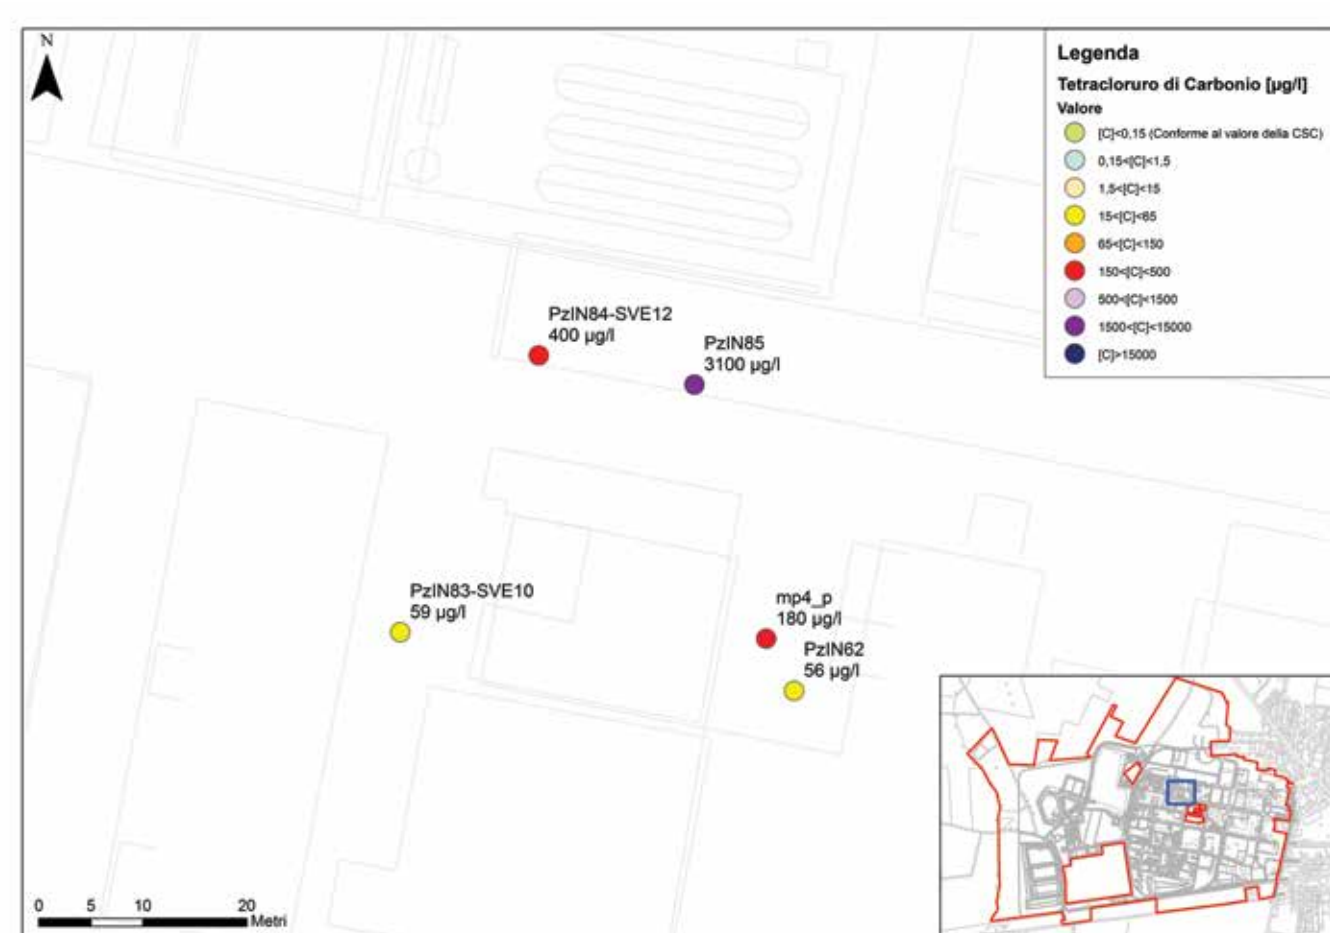 N
Legenda
Tetracloruro di Carbonio [µg/l]
Valore
[C]<0,15 (Conforme al valore della CSC)
0,15<[C]<1,5
1,5<[C]<15
15<[C]<65
65<[C]<150
150<[C]<500
500<[C]<1500
1500<[C]<15000
[C]>15000
PzIN84-SVE12
400 µg/l
PzIN85
3100 µg/l
PzIN83-SVE10
59 µg/l
mp4_p
180 µg/l
PzIN62
56 µg/l
0 5 10 20
Metri